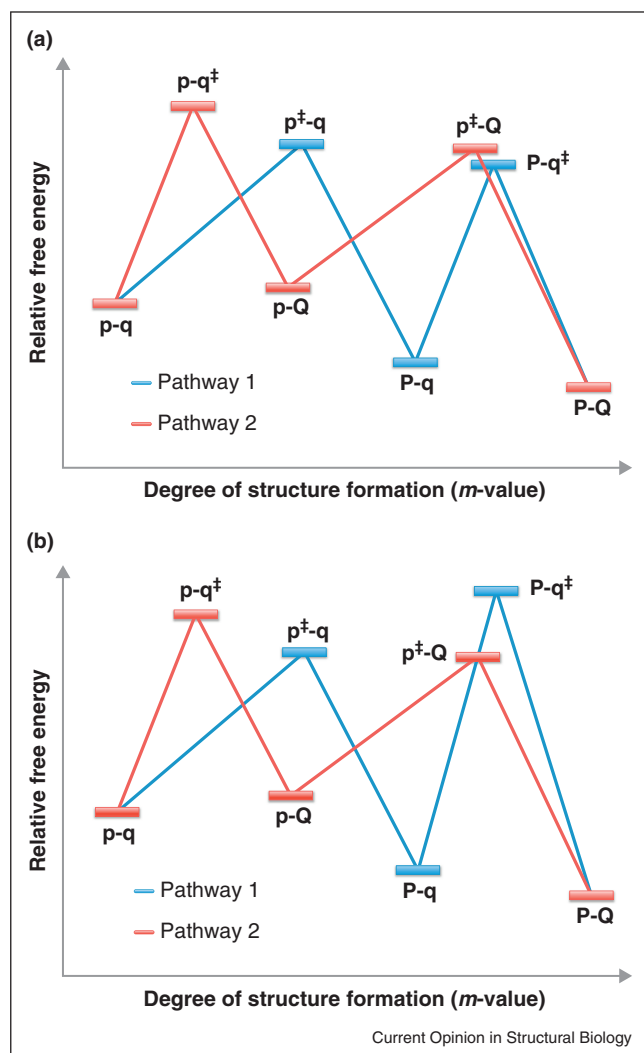 (a)
p-q‡
p‡-q
p‡-Q
P-q‡
Relative free energy
p-q
p-Q
P-q
P-Q
Pathway 1
Pathway 2
Degree of structure formation (m-value)
(b)
P-q‡
p-q‡
p‡-q
p‡-Q
Relative free energy
p-q
p-Q
P-q
P-Q
Pathway 1
Pathway 2
Degree of structure formation (m-value)
Current Opinion in Structural Biology